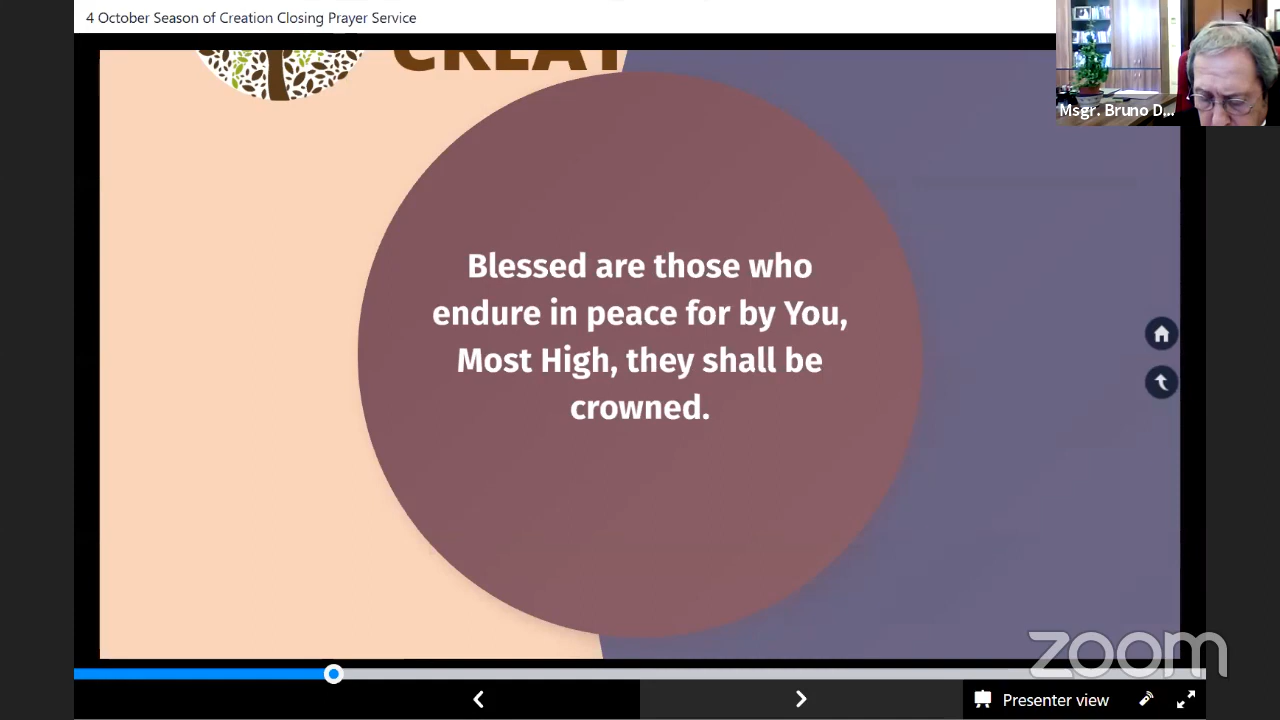 4 October Season of Creation Closing Prayer Service
CREAT
Msgr. Bruno D...
Blessed are those who
endure in peace for by You,
Most High, they shall be
crowned.
zoom
Presenter view